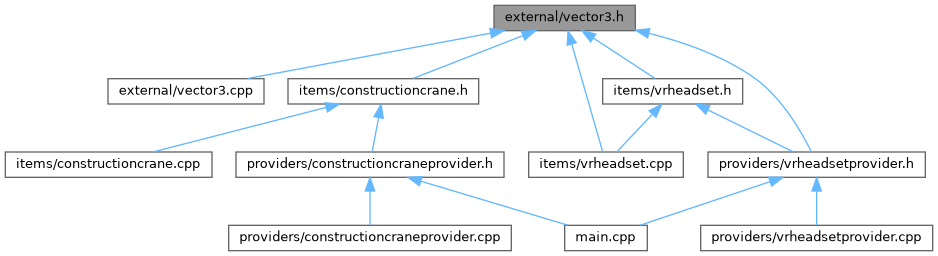 external/vector3.h
external/vector3.cpp
items/constructioncrane.h
items/vrheadset.h
items/constructioncrane.cpp
providers/constructioncraneprovider.h
items/vrheadset.cpp
providers/vrheadsetprovider.h
providers/constructioncraneprovider.cpp
main.cpp
providers/vrheadsetprovider.cpp